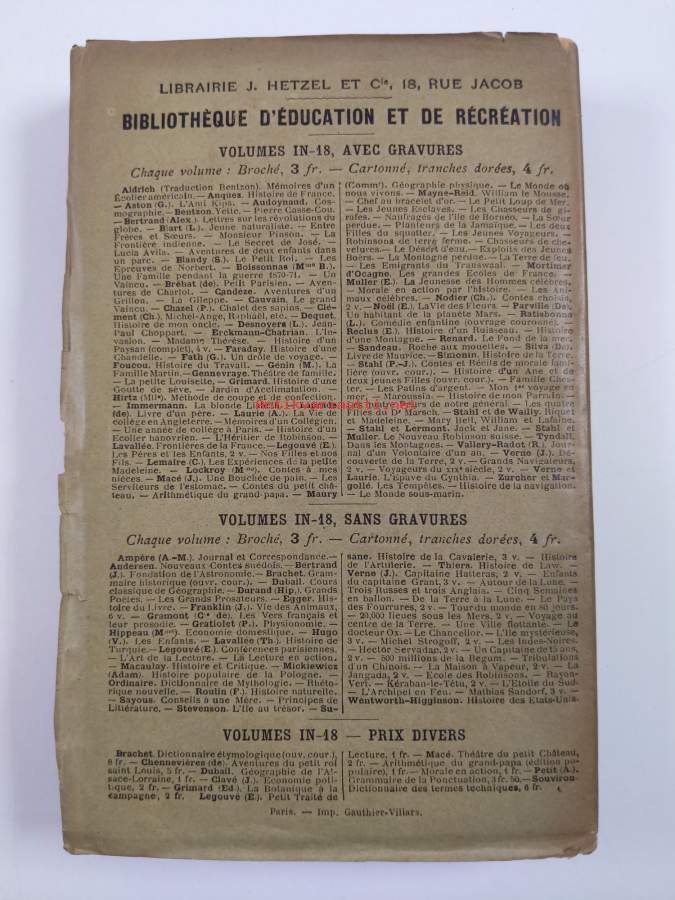 LIBRAIRIE J. HETZEL ET Cie, 18, RUE JACOB
BIBLIOTHÈQUE D'ÉDUCATION ET DE RÉCRÉATION
VOLUMES IN-18, AVEC GRAVURES
Chaque volume : Broché, 3 fr. — Cartonné, tranches dorées, 4 fr.
Aldrich (Traduction Bentzon). Mémoires d'un
Écolier américain. — Anquez. Histoire de France.
— Aston (G.). L'Ami Kips. — Audoynaud. Cos-
mographie. — Bentzon. Yette. — Pierre Casse-Cou.
— Bertrand (Alex.). Lettres sur les révolutions du
globe. — Biart (L.). Jeune naturaliste. — Entre
Frères et Sœurs. — Monsieur Pinson. — La
Frontière indienne. — Le Secret de José. —
Lucia Avila. — Aventures de deux enfants dans
un parc. — Blandy (S.). Le Petit Roi. — Les
Épreuves de Norbert. — Boissonnas (Mme B.).
Une Famille pendant la guerre 1870-71. — Un
Vaincu. — Bréhat (de). Petit Parisien. — Aven-
tures de Charlot. — Candèze. Aventures d'un
Grillon. — La Gileppe. — Cauvain. Le grand
Vaincu. — Chazel (P.). Chalet des sapins. — Clé-
ment (Ch.). Michel-Ange, Raphaël, etc. — Dequet.
Histoire de mon oncle. — Desnoyers (L.). Jean-
Paul Choppart. — Erckmann-Chatrian. L'In-
vasion. — Madame Thérèse. — Histoire d'un
Paysan (complet), 4 v. — Faraday. Histoire d'une
Chandelle. — Fath (G.). Un drôle de voyage. —
Foucou. Histoire du Travail. — Génin (M.). La
Famille Martin. — Gennevraye. Théâtre de famille.
— La petite Louisette. — Grimard. Histoire d'une
Goutte de sève. — Jardin d'Acclimatation. —
Hirtz (Mlle). Méthode de coupe et de confection.
— Immermann. La blonde
(de). Livre d'un père. — Laurie (A.). La Vie de
collège en Angleterre. — Mémoires d'un Collégien.
— Une année de collège à Paris. — Histoire d'un
Écolier hanovrien. — L'Héritier de Robinson. —
Lavallée. Frontières de la France. — Legouvé (E.).
Les Pères et les Enfants, 2 v. — Nos Filles et nos
Fils. — Lemaire (C.). Les Expériences de la petite
Madeleine. — Lockroy (Mme). Contes à mes
nièces. — Macé (J.). Une Bouchée de pain. — Les
Serviteurs de l'estomac. — Contes du petit châ-
teau. — Arithmétique du grand-papa. — Maury
(Commt). Géographie physique. — Le Monde où
nous vivons. — Mayne-Reid. William le Mousse.
— Chef au bracelet d'or. — Le Petit Loup de Mer.
— Les Jeunes Esclaves. — Les Chasseurs de gi-
rafes. — Naufragés de l'île de Bornéo. — La Sœur
perdue. — Planteurs de la Jamaïque. — Les deux
Filles du squatter. — Les Jeunes Voyageurs. —
Robinsons de terre ferme. — Chasseurs de che-
velures. — Le Désert d'eau. — Exploits des Jeunes
Boërs. — La Montagne perdue. — La Terre de feu.
— Les Emigrants du Transwaal. — Mortimer
d'Ocagne. Les grandes Écoles de France. —
Muller (E.). La Jeunesse des Hommes célèbres.
— Morale en action par l'histoire. — Les Ani-
maux célèbres. — Nodier (Ch.). Contes choisis,
2 v. — Noël (E.). La Vie des Fleurs. — Parville (De).
Un habitant de la planète Mars. — Ratisbonne
(L.). Comédie enfantine (ouvrage couronné). —
Reclus (E.). Histoire d'un Ruisseau. — Histoire
d'une Montagne. — Renard. Le Fond de la mer.
— Sandeau. Roche aux mouettes. — Silva (De).
Livre de Maurice. — Simonin. Histoire de la Terre.
— Stahl (P.-J.). Contes et Récits de morale fami-
lière (ouvr. cour.). — Histoire d'un Ane et de
deux jeunes Filles (ouvr. cour.). — Famille Ches-
ter. — Les Patins d'argent. — Mon 1er voyage en
mer. — Maroussia. — Histoire de mon Parrain. —
notre général. — Les quatre
Filles du Dr Marsch. — Stahl et de Wailly. Riquet
et Madeleine. — Mary Bell, William et Lafaine.
— Stahl et Lermont. Jack et Jane. — Stahl et
Muller. Le Nouveau Robinson suisse. — Tyndall.
Dans les Montagnes. — Vallery-Radot (R.). Jour-
nal d'un Volontaire d'un an. — Verne (J.). Dé-
couverte de la Terre, 2 v. — Grands Navigateurs,
2 v. — Voyageurs du XIXe siècle, 2 v. — Verne et
Laurie. L'Épave du Cynthia. — Zurcher et Mar-
gollé. Les Tempêtes. — Histoire de la navigation.
— Le Monde sous-marin.
VOLUMES IN-18, SANS GRAVURES
Chaque volume : Broché, 3 fr. — Cartonné, tranches dorées, 4 fr.
Ampère (A.-M.). Journal et Correspondance. —
Andersen. Nouveaux Contes suédois. — Bertrand
(J.). Fondation de l'Astronomie. — Brachet. Gram-
maire historique (ouvr. cour.). — Dubail. Cours
classique de Géographie. — Durand (Hip.). Grands
Poètes. — Les Grands Prosateurs. — Egger. His-
toire du Livre. — Franklin (J.). Vie des Animaux,
6 v. — Gramont (Cte de). Les Vers français et
leur prosodie. — Gratiolet (P.). Physionomie. —
Hippeau (Mme). Économie domestique. — Hugo
(V.). Les Enfants. — Lavallée (Th.). Histoire de
Turquie. — Legouvé (E.). Conférences parisiennes.
— L'Art de la Lecture. — La Lecture en action.
— Macaulay. Histoire et Critique. — Mickiewicz
(Adam). Histoire populaire de la Pologne. —
Ordinaire. Dictionnaire de Mythologie. — Rhéto-
rique nouvelle. — Roulin (F.). Histoire naturelle.
— Sayous. Conseils à une Mère. — Principes de
Littérature. — Stevenson. L'Ile au trésor. — Su-
sane. Histoire de la Cavalerie, 3 v. — Histoire
de l'Artillerie. — Thiers. Histoire de Law. —
Verne (J.). Capitaine Hatteras, 2 v. — Enfants
du capitaine Grant, 3 v. — Autour de la Lune. —
Trois Russes et trois Anglais. — Cinq Semaines
en ballon. — De la Terre à la Lune. — Le Pays
des Fourrures, 2 v. — Tour du monde en 80 jours.
— 20,000 lieues sous les Mers, 2 v. — Voyage au
centre de la Terre. — Une Ville flottante. — Le
docteur Ox. — Le Chancellor. — L'Ile mystérieuse,
3 v. — Michel Strogoff, 2 v. — Les Indes-Noires.
— Hector Servadac, 2 v. — Un Capitaine de 15 ans,
2 v. — 500 millions de la Bégum. — Tribulations
d'un Chinois. — La Maison à Vapeur, 2 v. — La
Jangada, 2 v. — École des Robinsons. — Rayon-
Vert. — Kéraban-le-Têtu, 2 v. — L'Étoile du Sud.
— L'Archipel en Feu. — Mathias Sandorf, 3 v. —
Wentworth-Higginson. Histoire des États-Unis.
VOLUMES IN-18 — PRIX DIVERS
Brachet. Dictionnaire étymologique (ouv. cour.),
8 fr. — Chennevières (de). Aventures du petit roi
saint Louis, 5 fr. — Dubail. Géographie de l'Al-
sace-Lorraine, 1 fr. — Clavé (J.) Économie poli-
tique, 2 fr. — Grimard (Ed.). La Botanique à la
campagne, 2 fr. Legouvé (E.). Petit Traité de
Lecture, 1 fr. — Macé. Théâtre du petit Château,
2 fr. — Arithmétique du grand-papa (édition po-
pulaire), 1 fr. — Morale en action, 1 fr. — Petit (A.).
Grammaire de la Ponctuation, 3 fr. 50. — Souviron.
Dictionnaire des termes techniques, 6 fr.
Paris. — Imp. Gauthier-Villars.